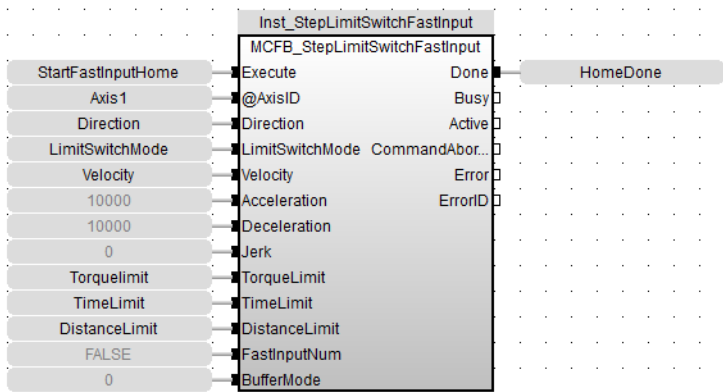 Inst_StepLimitSwitchFastInput
MCFB_StepLimitSwitchFastInput
StartFastInputHome Execute Done HomeDone
Axis1 @AxisID Busy
Direction Direction Active
LimitSwitchMode LimitSwitchMode CommandAbor...
Velocity Velocity Error
10000 Acceleration ErrorID
10000 Deceleration
0 Jerk
Torquelimit TorqueLimit
TimeLimit TimeLimit
DistanceLimit DistanceLimit
FALSE FastInputNum
0 BufferMode